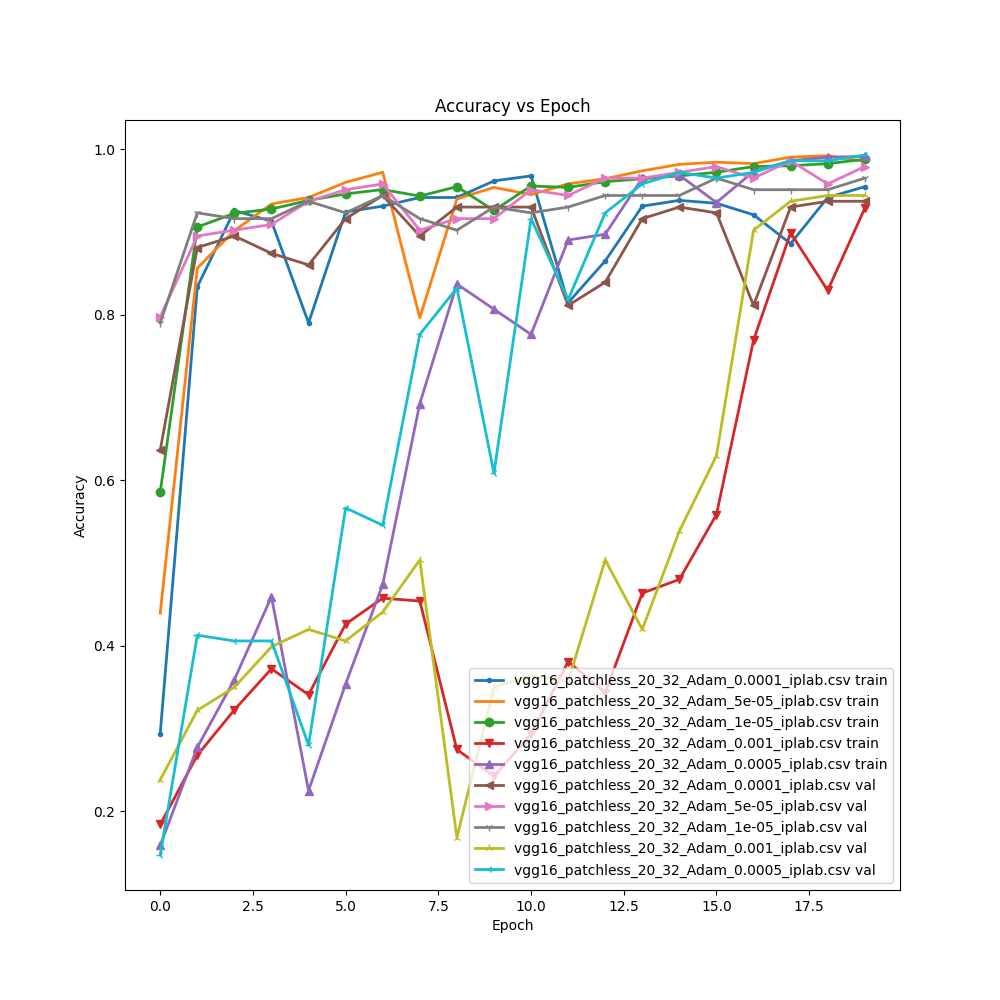 Accuracy vs Epoch
1.0
0.8
0.6
0.4
0.2
Accuracy
vgg16_patchless_20_32_Adam_0.0001_iplab.csv train
vgg16_patchless_20_32_Adam_5e-05_iplab.csv train
vgg16_patchless_20_32_Adam_1e-05_iplab.csv train
vgg16_patchless_20_32_Adam_0.001_iplab.csv train
vgg16_patchless_20_32_Adam_0.0005_iplab.csv train
vgg16_patchless_20_32_Adam_0.0001_iplab.csv val
vgg16_patchless_20_32_Adam_5e-05_iplab.csv val
vgg16_patchless_20_32_Adam_1e-05_iplab.csv val
vgg16_patchless_20_32_Adam_0.001_iplab.csv val
vgg16_patchless_20_32_Adam_0.0005_iplab.csv val
0.0 2.5 5.0 7.5 10.0 12.5 15.0 17.5
Epoch